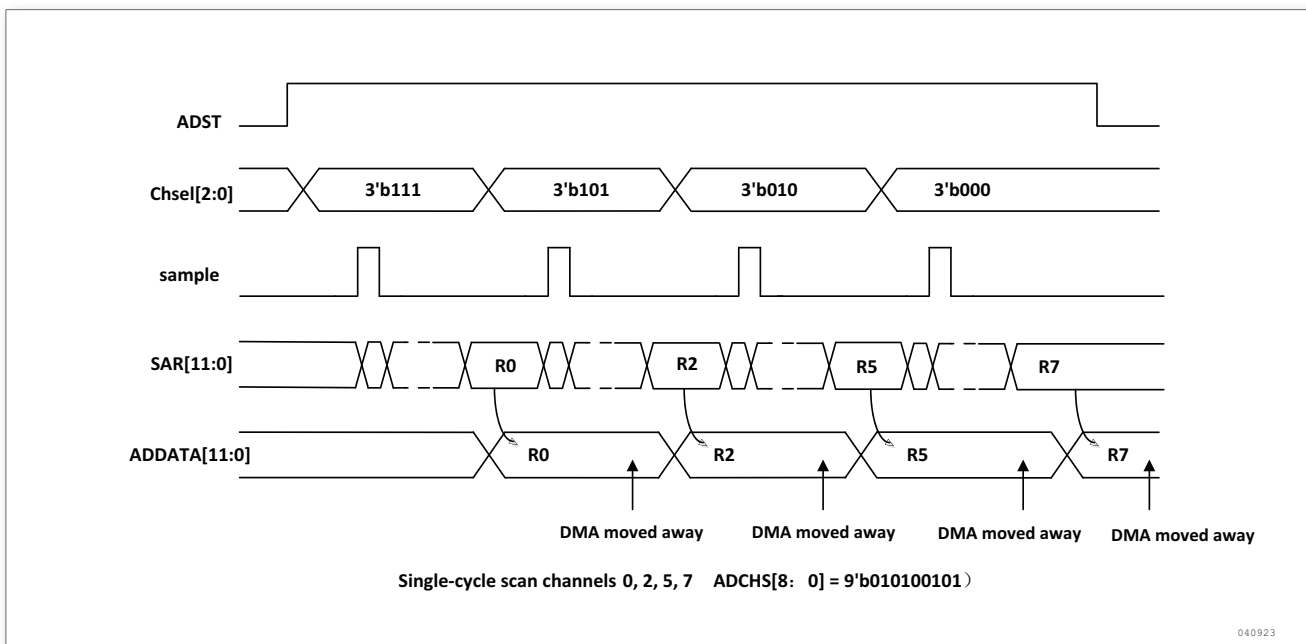 ADST
Chsel[2:0] 3'b111 3'b101 3'b010 3'b000
sample
SAR[11:0] R0 R2 R5 R7
ADDATA[11:0] R0 R2 R5 R7
DMA moved away DMA moved away DMA moved away DMA moved away
Single-cycle scan channels 0, 2, 5, 7 ADCHS[8： 0] = 9'b010100101）
040923